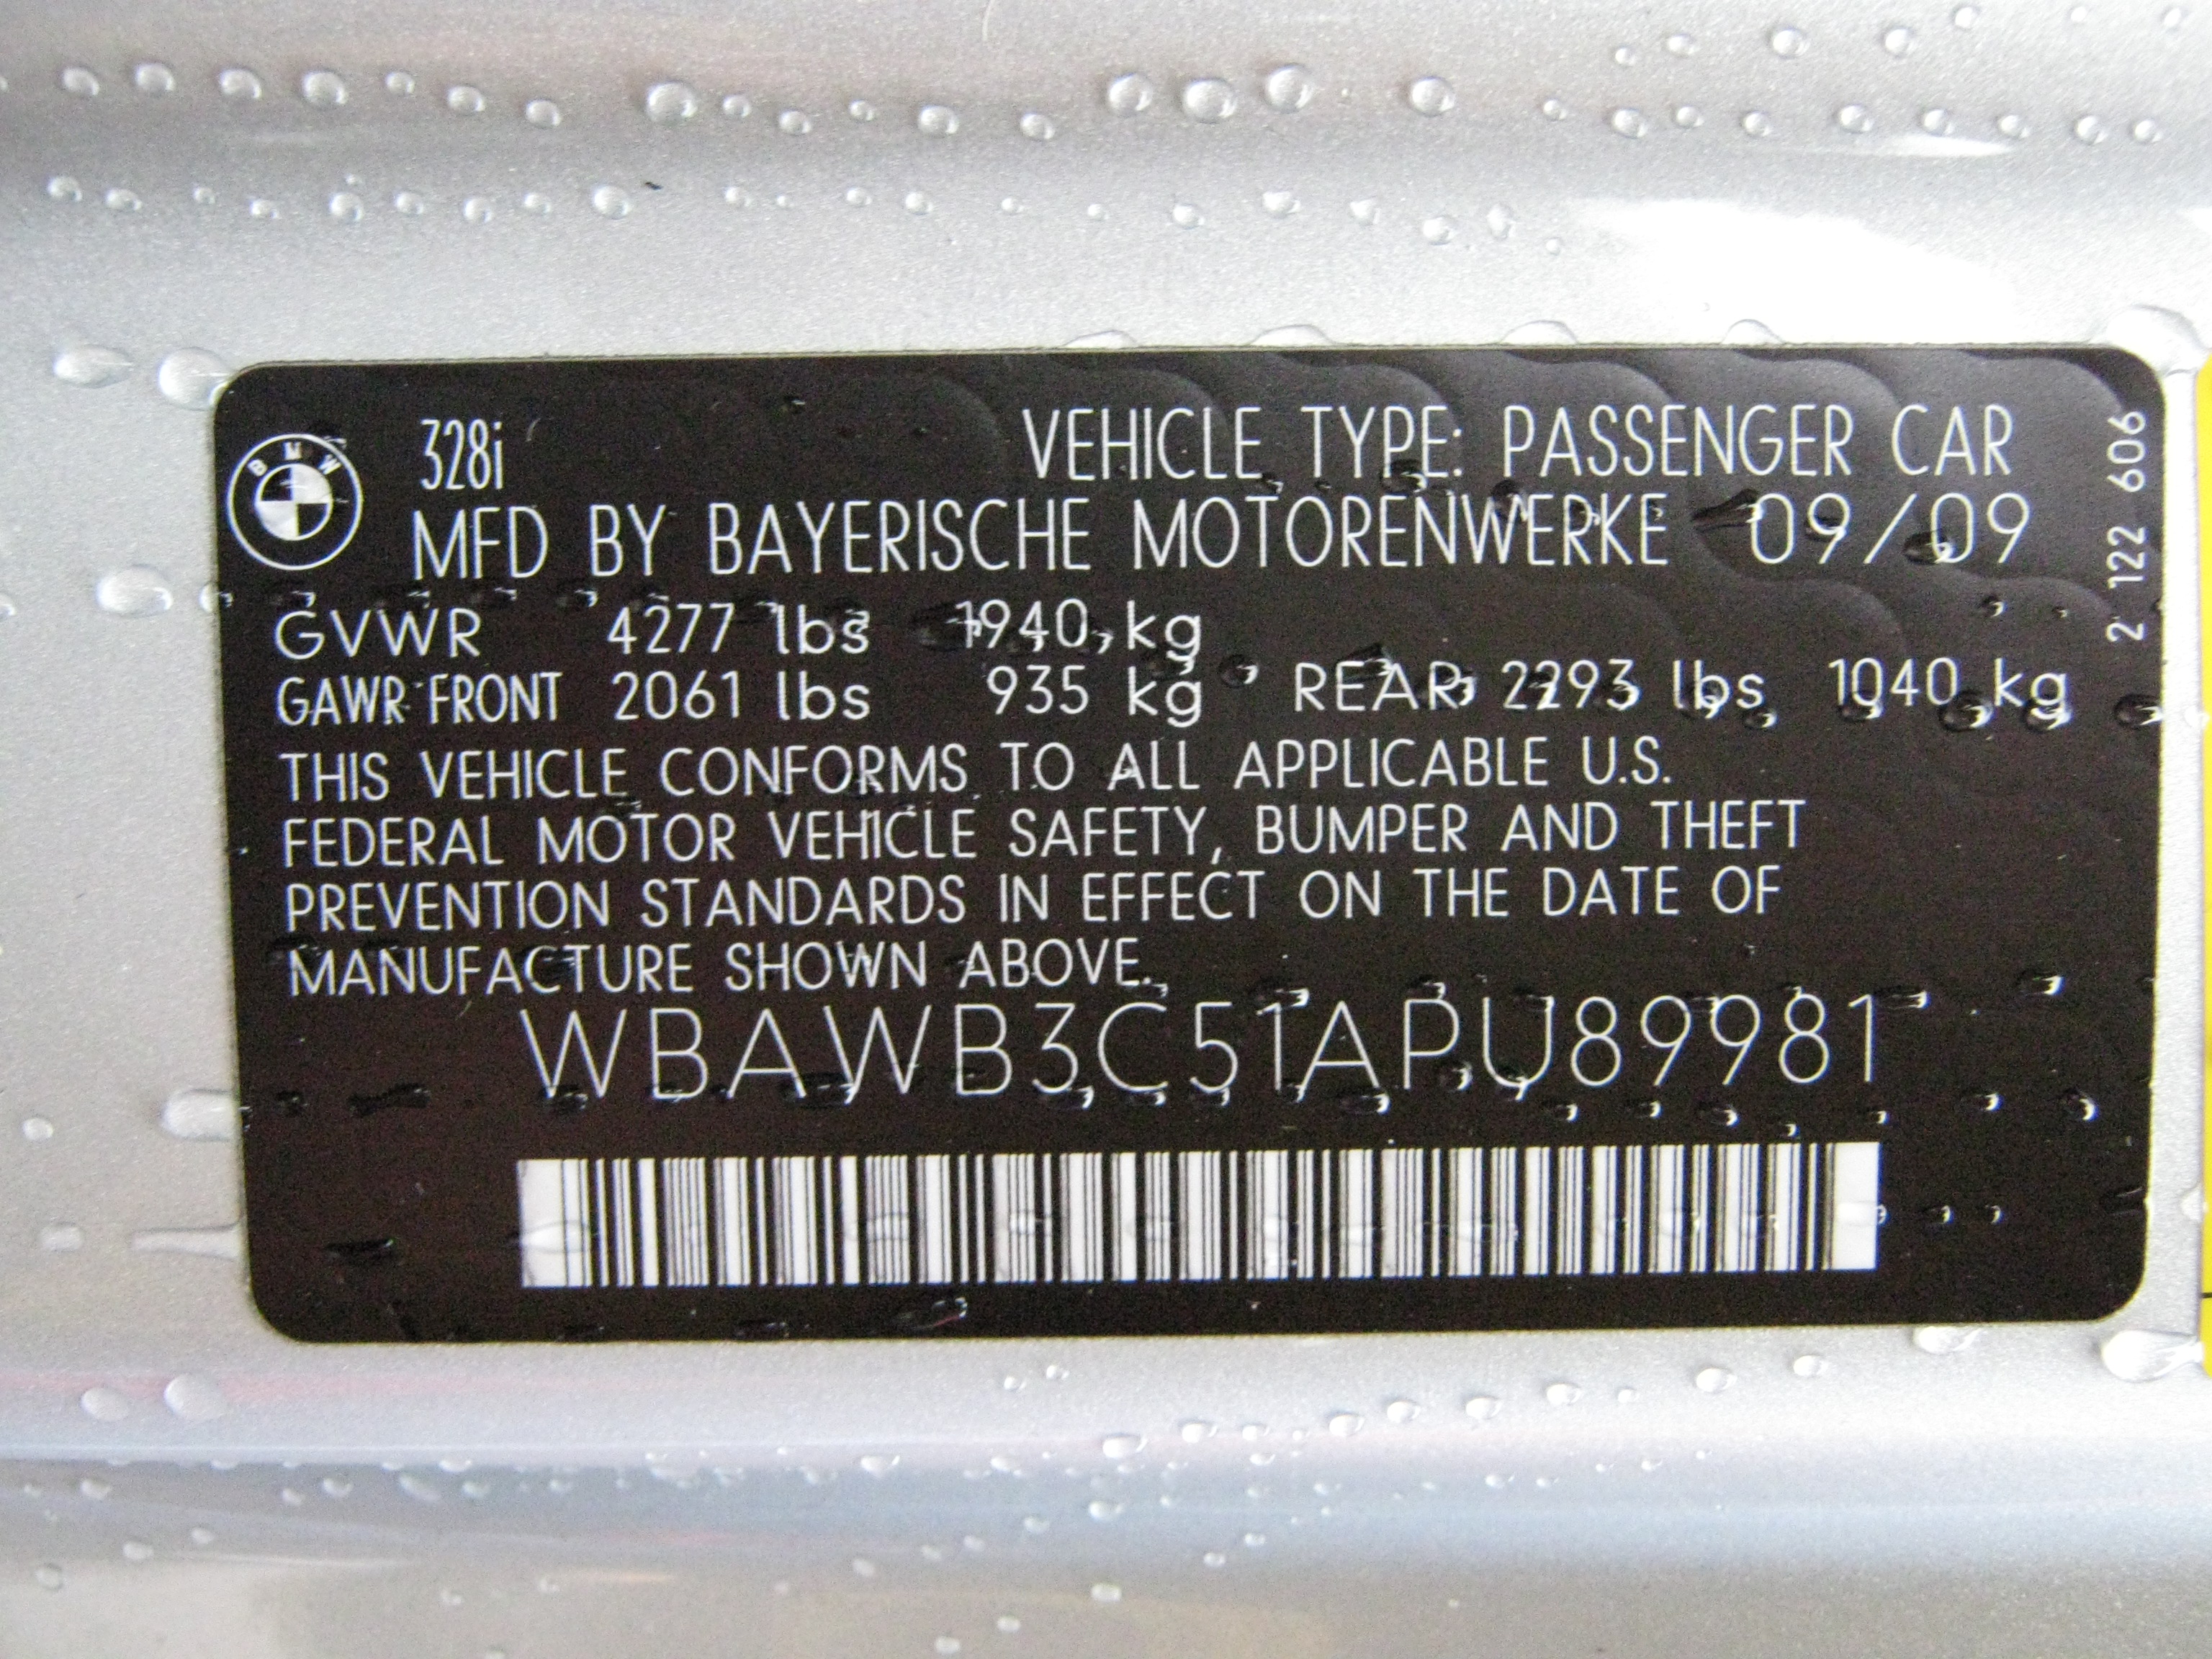 BMW
328i VEHICLE TYPE: PASSENGER CAR
MFD BY BAYERISCHE MOTORENWERKE 09/09
GVWR 4277 lbs 1940 kg
GAWR FRONT 2061 lbs 935 kg REAR 2293 lbs 1040 kg
THIS VEHICLE CONFORMS TO ALL APPLICABLE U.S.
FEDERAL MOTOR VEHICLE SAFETY, BUMPER AND THEFT
PREVENTION STANDARDS IN EFFECT ON THE DATE OF
MANUFACTURE SHOWN ABOVE.
WBAWB3C51APU89981
2 122 606